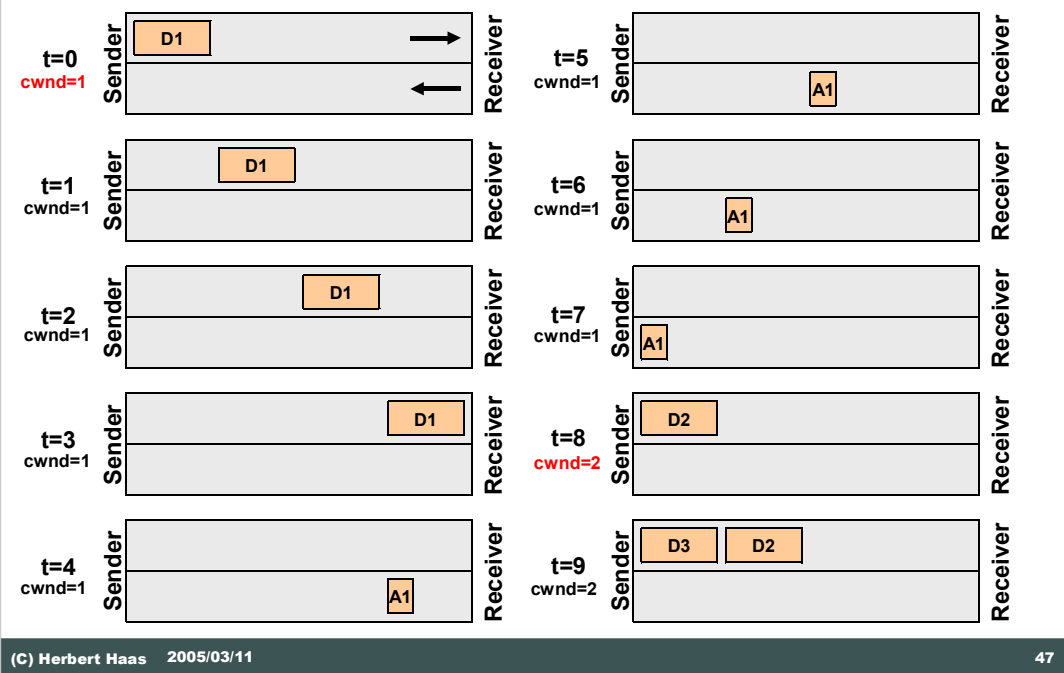 t=0
cwnd=1
Sender
D1
Receiver
t=1
cwnd=1
Sender
D1
Receiver
t=2
cwnd=1
Sender
D1
Receiver
t=3
cwnd=1
Sender
D1
Receiver
t=4
cwnd=1
Sender
A1
Receiver
t=5
cwnd=1
Sender
A1
Receiver
t=6
cwnd=1
Sender
A1
Receiver
t=7
cwnd=1
Sender
A1
Receiver
t=8
cwnd=2
Sender
D2
Receiver
t=9
cwnd=2
Sender
D3 D2
Receiver
(C) Herbert Haas 2005/03/11 47